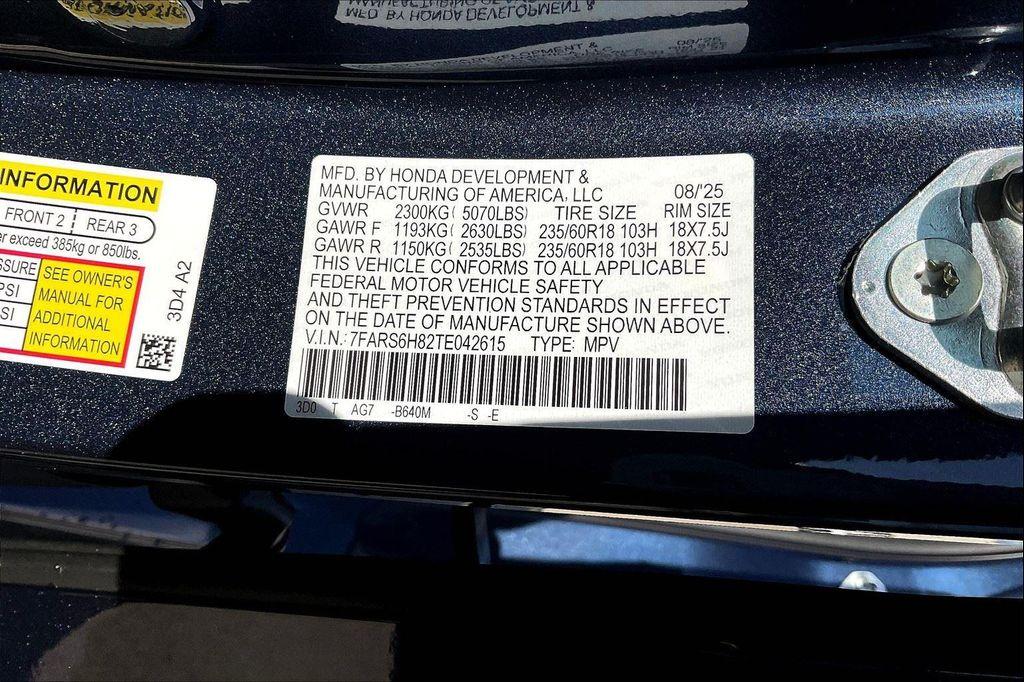 INFORMATION
FRONT 2 REAR 3
exceed 385kg or 850lbs.
SEE OWNER'S
MANUAL FOR
ADDITIONAL
INFORMATION
PSI
3D4 A2
MFD. BY HONDA DEVELOPMENT &
MANUFACTURING OF AMERICA, LLC 08/'25
GVWR 2300KG( 5070LBS) TIRE SIZE RIM SIZE
GAWR F 1193KG( 2630LBS) 235/60R18 103H 18X7.5J
GAWR R 1150KG( 2535LBS) 235/60R18 103H 18X7.5J
THIS VEHICLE CONFORMS TO ALL APPLICABLE
FEDERAL MOTOR VEHICLE SAFETY
AND THEFT PREVENTION STANDARDS IN EFFECT
ON THE DATE OF MANUFACTURE SHOWN ABOVE.
V.I.N.:7FARS6H82TE042615 TYPE: MPV
3D0 T AG7 -B640M -S -E